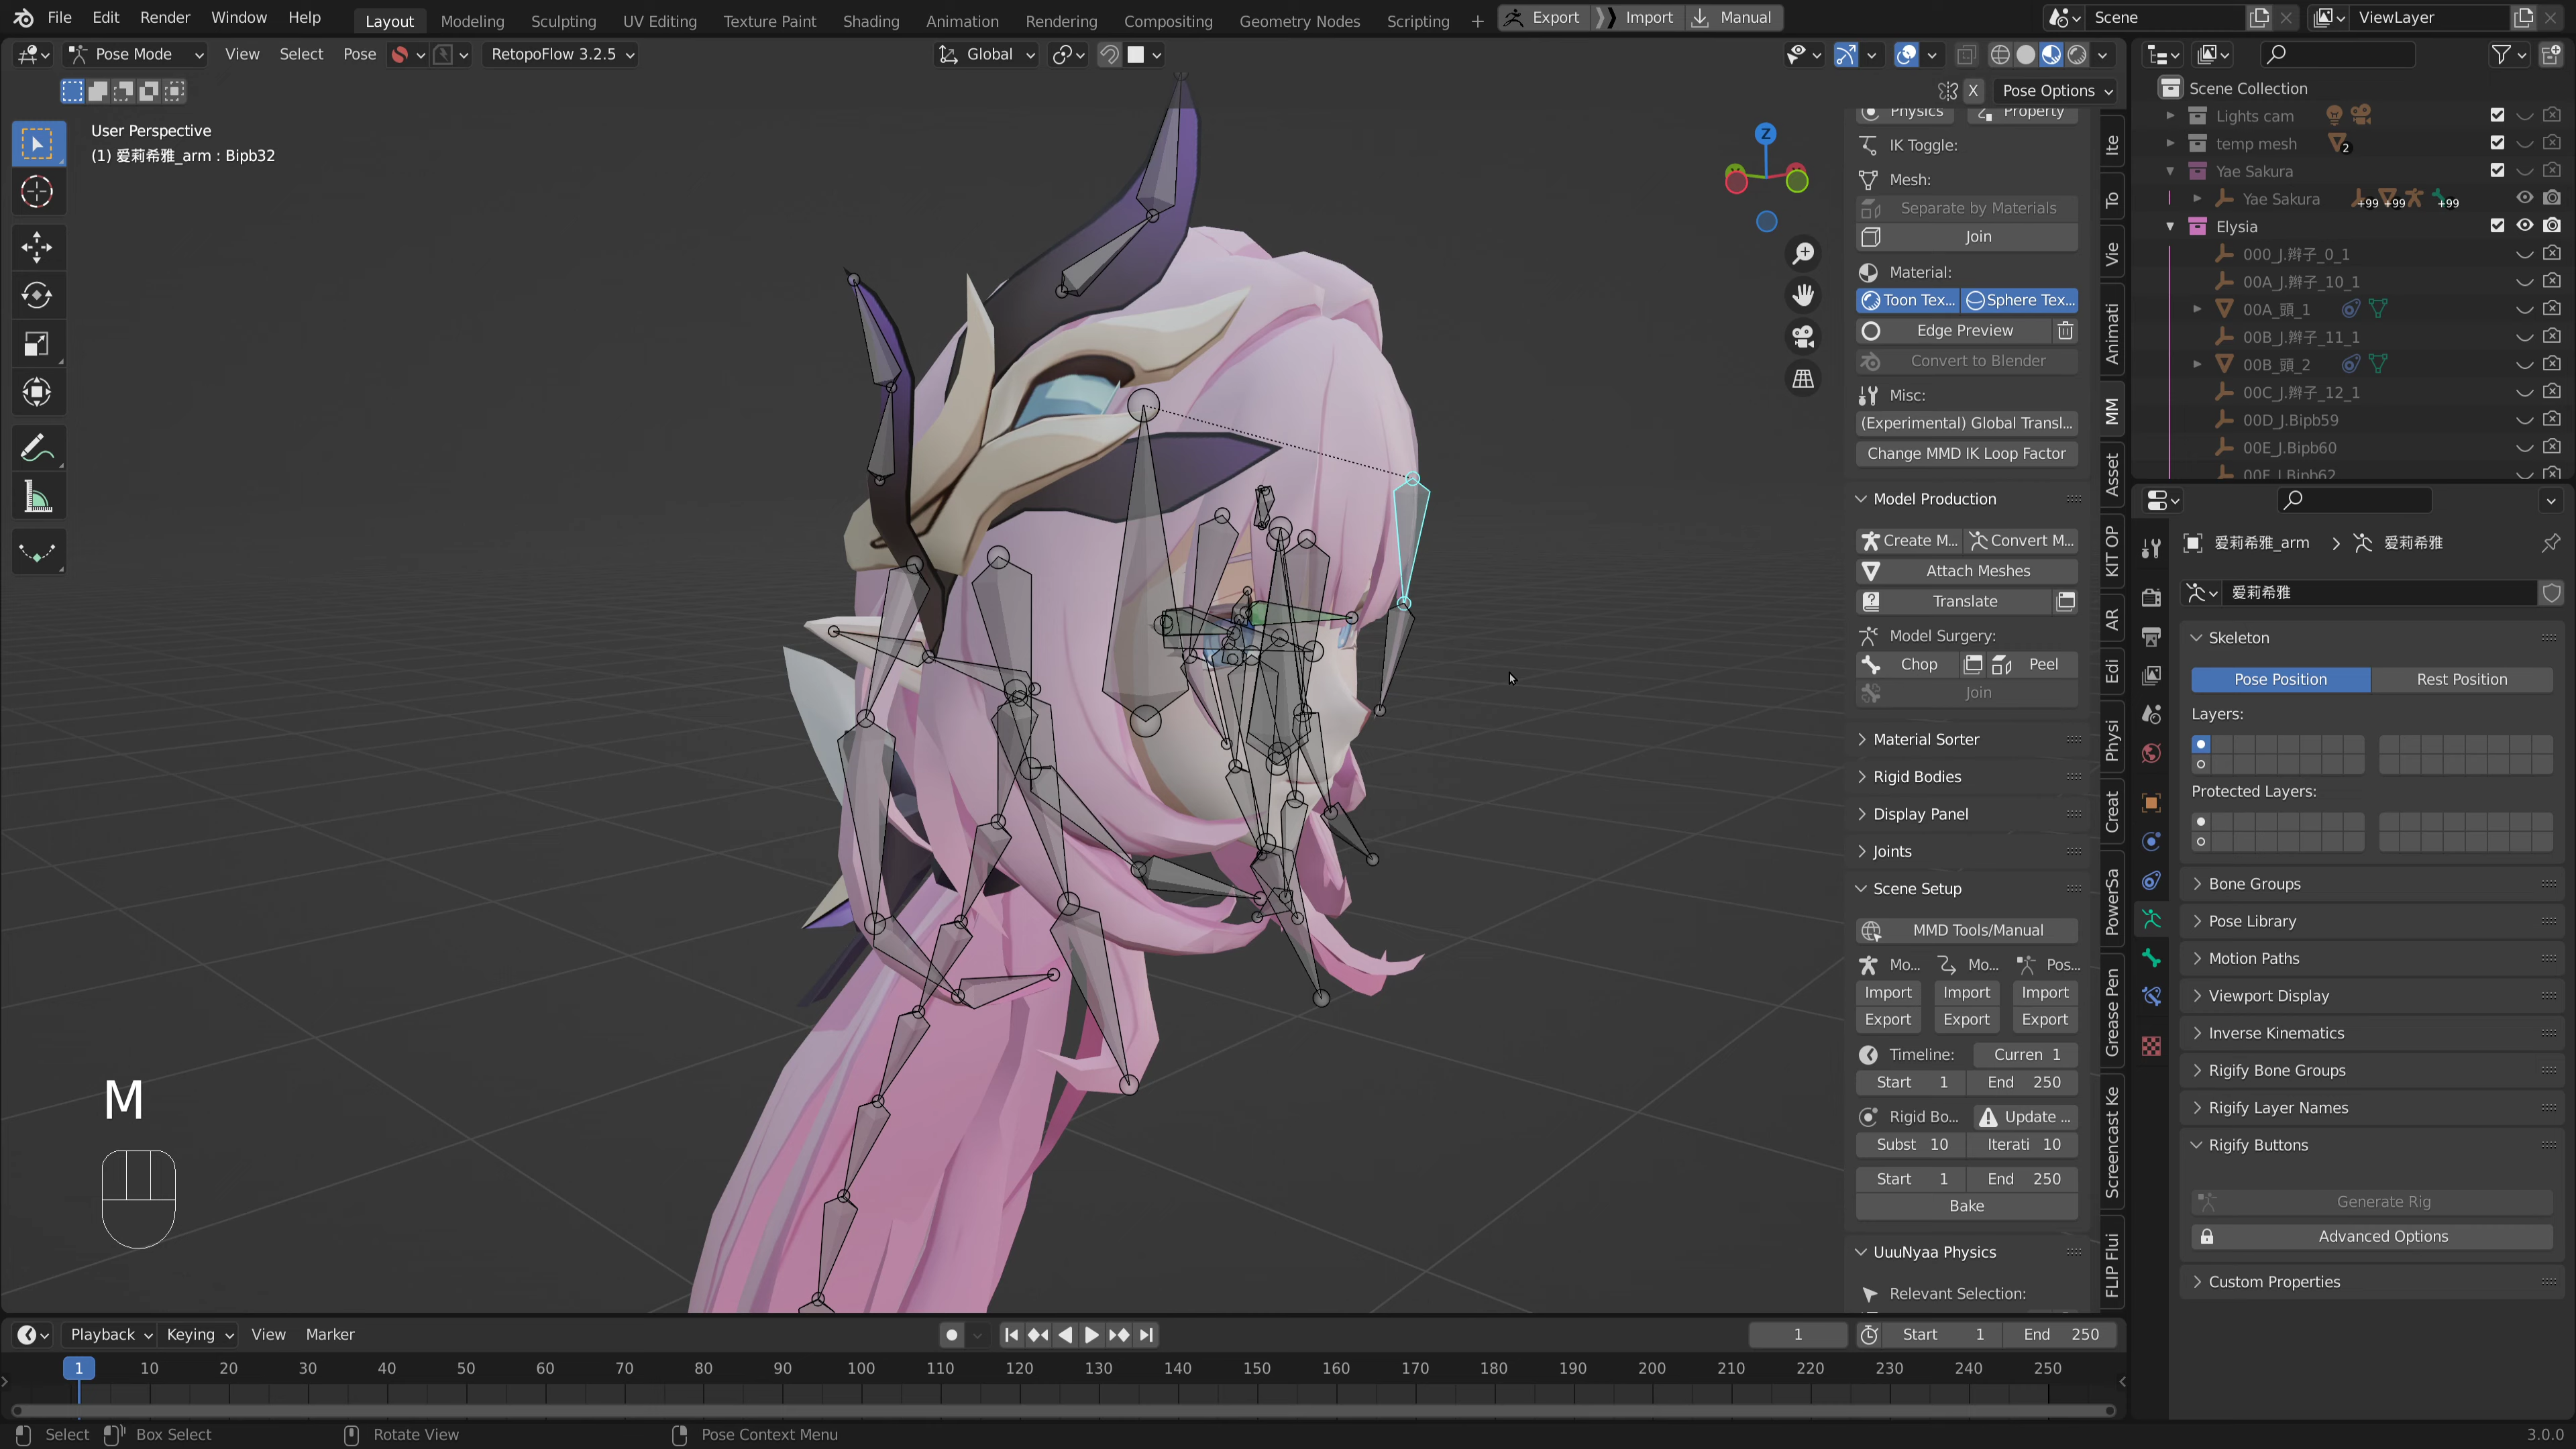 File Edit Render Window Help Layout Modeling Sculpting UV Editing Texture Paint Shading Animation Rendering Compositing Geometry Nodes Scripting + Export Import Manual Scene ViewLayer
Pose Mode View Select Pose RetopoFlow 3.2.5 Global
X Pose Options
User Perspective
(1) 爱莉希雅_arm : Bipb32
Z
Physics Property
IK Toggle:
Mesh:
Separate by Materials
Join
Material:
Toon Tex... Sphere Tex...
Edge Preview
Convert to Blender
Misc:
(Experimental) Global Transl...
Change MMD IK Loop Factor
Model Production
Create M... Convert M...
Attach Meshes
Translate
Model Surgery:
Chop Peel
Join
Material Sorter
Rigid Bodies
Display Panel
Joints
Scene Setup
MMD Tools/Manual
Mo... Mo... Pos...
Import Import Import
Export Export Export
Timeline: Curren 1
Start 1 End 250
Rigid Bo... Update ...
Subst 10 Iterati 10
Start 1 End 250
Bake
UuuNyaa Physics
Relevant Selection:
Ite
To
Vie
Animati
MM
Asset
KIT OP
AR
Edi
Physi
Creat
PowerSa
Grease Pen
Screencast Ke
FLIP Flui
Scene Collection
Lights cam
temp mesh 2
Yae Sakura
Yae Sakura +99 +99 +99
Elysia
000_J.辫子_0_1
00A_J.辫子_10_1
00A_頭_1
00B_J.辫子_11_1
00B_頭_2
00C_J.辫子_12_1
00D_J.Bipb59
00E_J.Bipb60
00F_J.Bipb62
爱莉希雅_arm 爱莉希雅
爱莉希雅
Skeleton
Pose Position Rest Position
Layers:
Protected Layers:
Bone Groups
Pose Library
Motion Paths
Viewport Display
Inverse Kinematics
Rigify Bone Groups
Rigify Layer Names
Rigify Buttons
Generate Rig
Advanced Options
Custom Properties
M
Playback Keying View Marker 1 Start 1 End 250
1 10 20 30 40 50 60 70 80 90 100 110 120 130 140 150 160 170 180 190 200 210 220 230 240 250
Select Box Select Rotate View Pose Context Menu 3.0.0